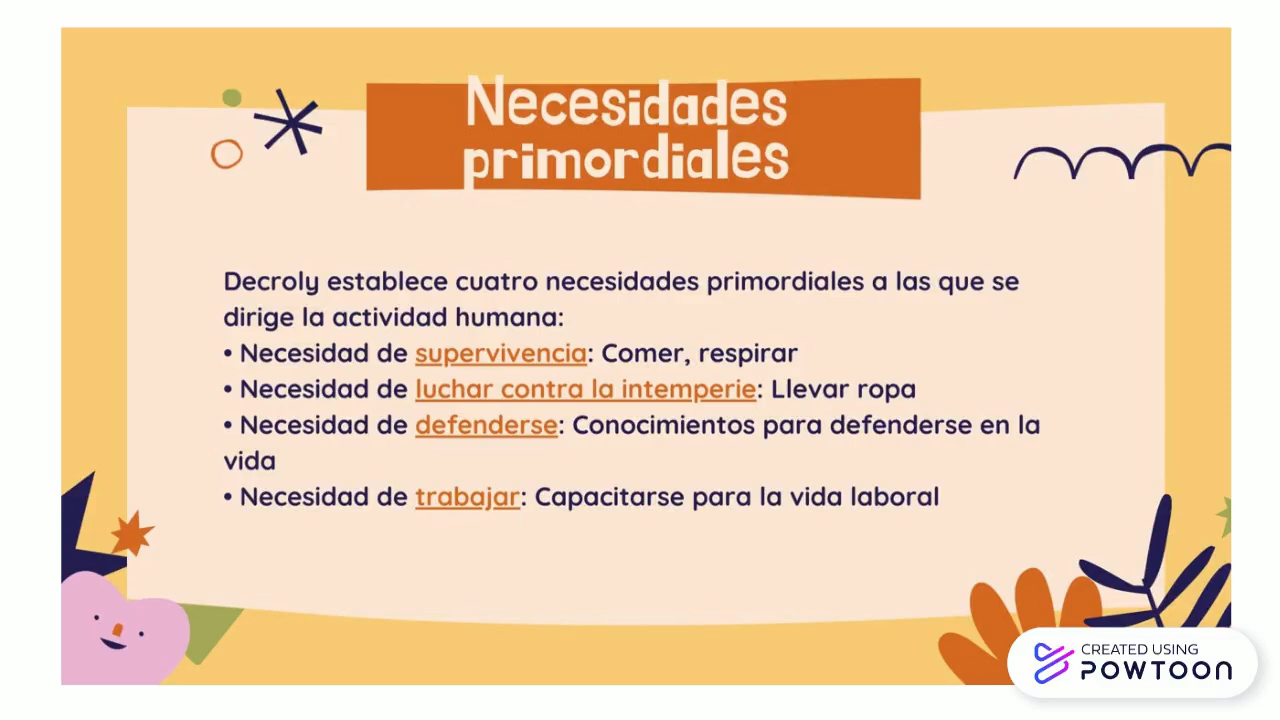 Necesidades
primordiales
Decroly establece cuatro necesidades primordiales a las que se
dirige la actividad humana:
• Necesidad de supervivencia: Comer, respirar
• Necesidad de luchar contra la intemperie: Llevar ropa
• Necesidad de defenderse: Conocimientos para defenderse en la
vida
• Necesidad de trabajar: Capacitarse para la vida laboral
CREATED USING
POWTOON